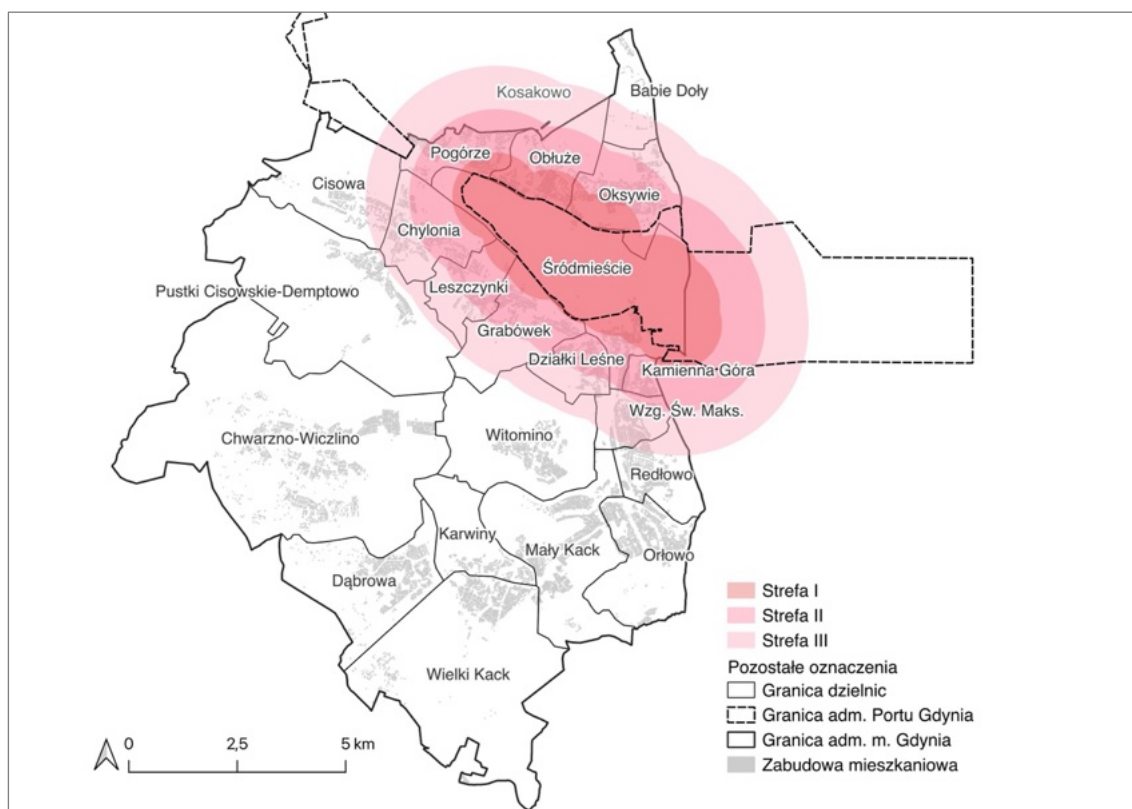 Kosakowo
Babie Doły
Pogórze
Obłuże
Cisowa
Oksywie
Chylonia
Śródmieście
Pustki Cisowskie-Demptowo
Leszczynki
Grabówek
Działki Leśne
Kamienna Góra
Wzg. Św. Maks.
Chwarzno-Wiczlino
Witomino
Redłowo
Karwiny
Mały Kack
Orłowo
Dąbrowa
Wielki Kack
Strefa I
Strefa II
Strefa III
Pozostałe oznaczenia
Granica dzielnic
Granica adm. Portu Gdynia
Granica adm. m. Gdynia
Zabudowa mieszkaniowa
0 2,5 5 km